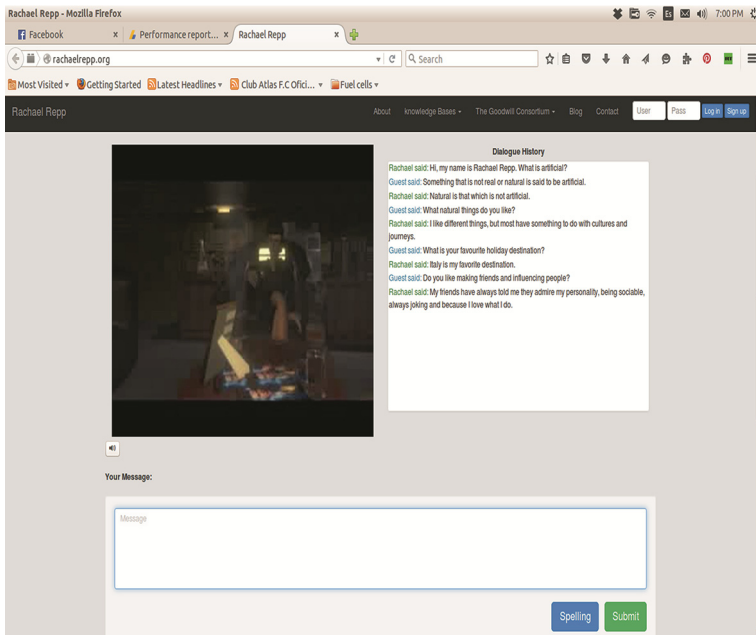 Rachael Repp - Mozilla Firefox
Es 7:00 PM
Facebook x Performance report... x Rachael Repp x
rachaelrepp.org Search
Most Visited Getting Started Latest Headlines Club Atlas F.C Ofici... Fuel cells
Rachael Repp About knowledge Bases The Goodwill Consortium Blog Contact User Pass Log in Sign up
Dialogue History
Rachael said: Hi, my name is Rachael Repp. What is artificial?
Guest said: Something that is not real or natural is said to be artificial.
Rachael said: Natural is that which is not artificial.
Guest said: What natural things do you like?
Rachael said: I like different things, but most have something to do with cultures and
journeys.
Guest said: What is your favourite holiday destination?
Rachael said: Italy is my favorite destination.
Guest said: Do you like making friends and influencing people?
Rachael said: My friends have always told me they admire my personality, being sociable,
always joking and because I love what I do.
Your Message:
Message
Spelling Submit